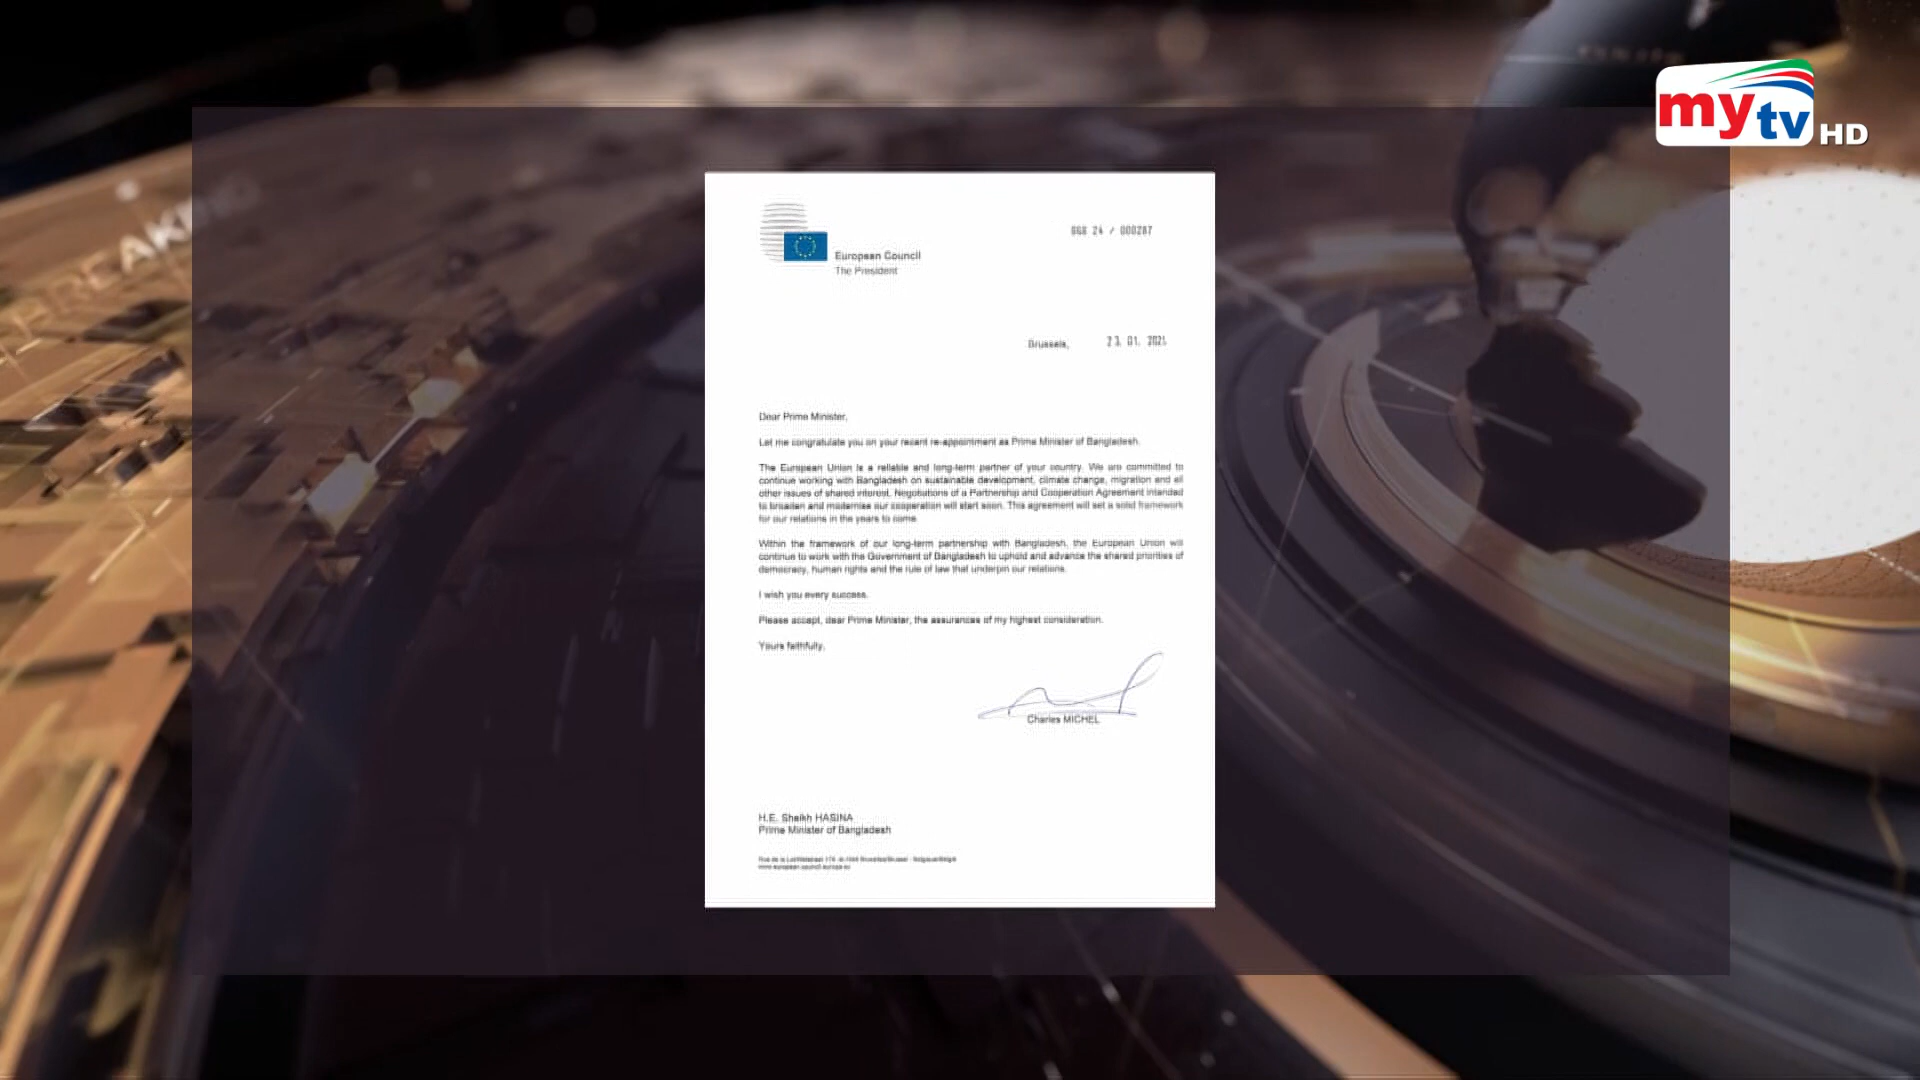 mytv HD
BREAKING
SGS 24 / 000287
European Council
The President
Brussels,
Dear Prime Minister,
Let me congratulate you on your recent re-appointment as Prime Minister of Bangladesh.
The European Union is a reliable and long-term partner of your country. We are committed to
continue working with Bangladesh on sustainable development, climate change, migration and all
other issues of shared interest. Negotiations of a Partnership and Cooperation Agreement intended
to broaden and modernise our cooperation will start soon. This agreement will set a solid framework
for our relations in the years to come.
Within the framework of our long-term partnership with Bangladesh, the European Union will
continue to work with the Government of Bangladesh to uphold and advance the shared priorities of
democracy, human rights and the rule of law that underpin our relations.
I wish you every success.
Please accept, dear Prime Minister, the assurances of my highest consideration.
Yours faithfully,
Charles MICHEL
H.E. Sheikh HASINA
Prime Minister of Bangladesh
www.european-council.europa.eu